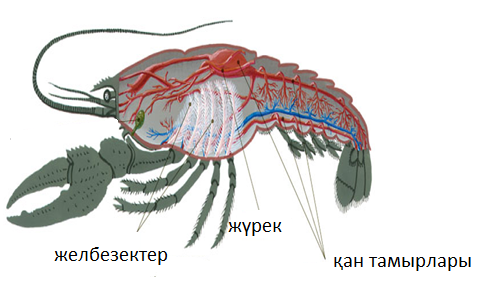 жүрек
желбезектер
қан тамырлары